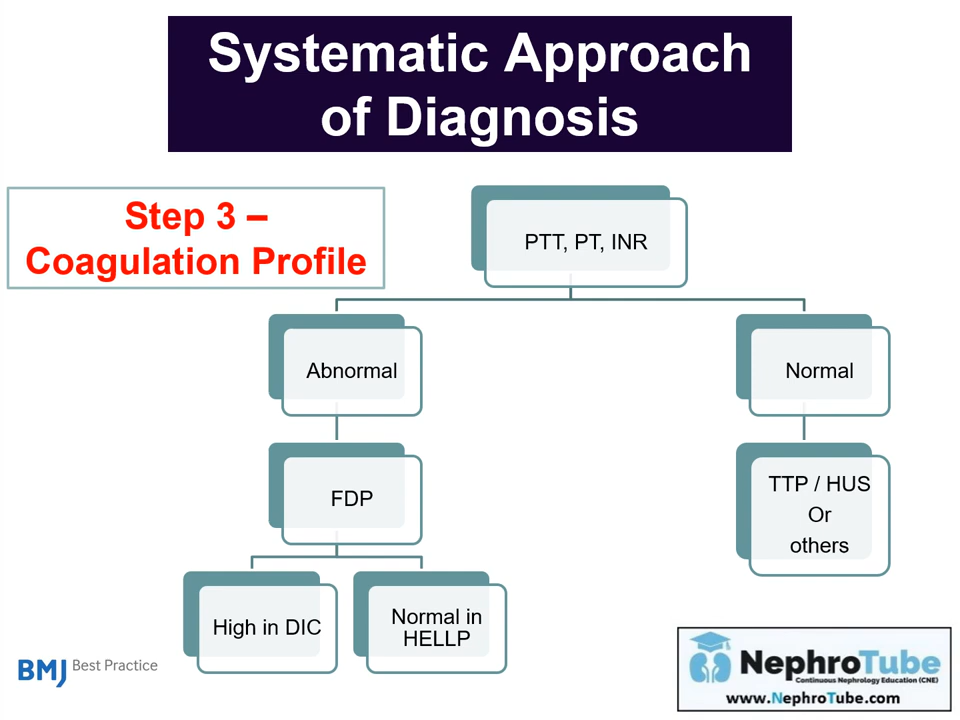 Systematic Approach
of Diagnosis
Step 3 –
Coagulation Profile
PTT, PT, INR
Abnormal
Normal
FDP
TTP / HUS
Or
others
High in DIC
Normal in
HELLP
BMJ Best Practice
NephroTube
Continuous Nephrology Education (CNE)
www.NephroTube.com